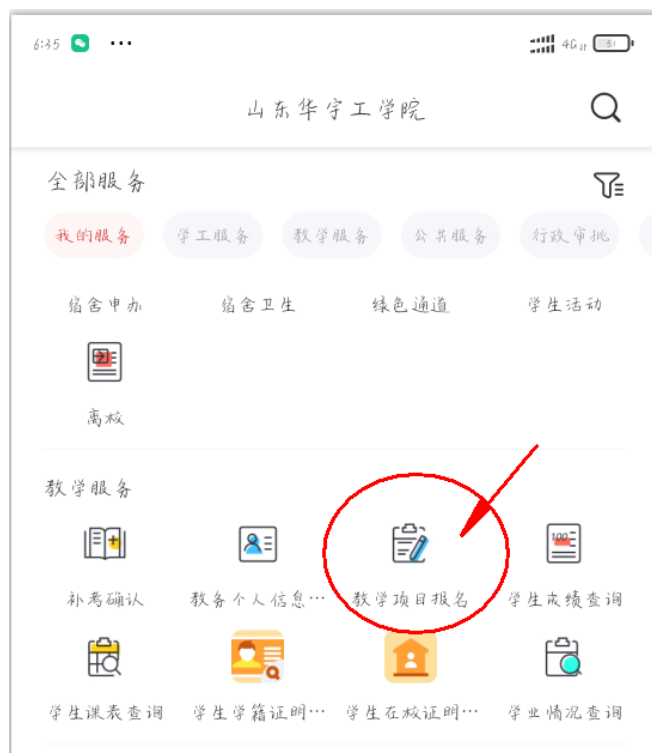 6:35 ... 4G 51
山东华宇工学院
全部服务
我的服务 学工服务 教学服务 公共服务 行政审批
宿舍申办 宿舍卫生 绿色通道 学生活动
离校
教学服务
100
补考确认 教务个人信息… 教学项目报名 学生成绩查询
学生课表查询 学生学籍证明… 学生在校证明… 学业情况查询